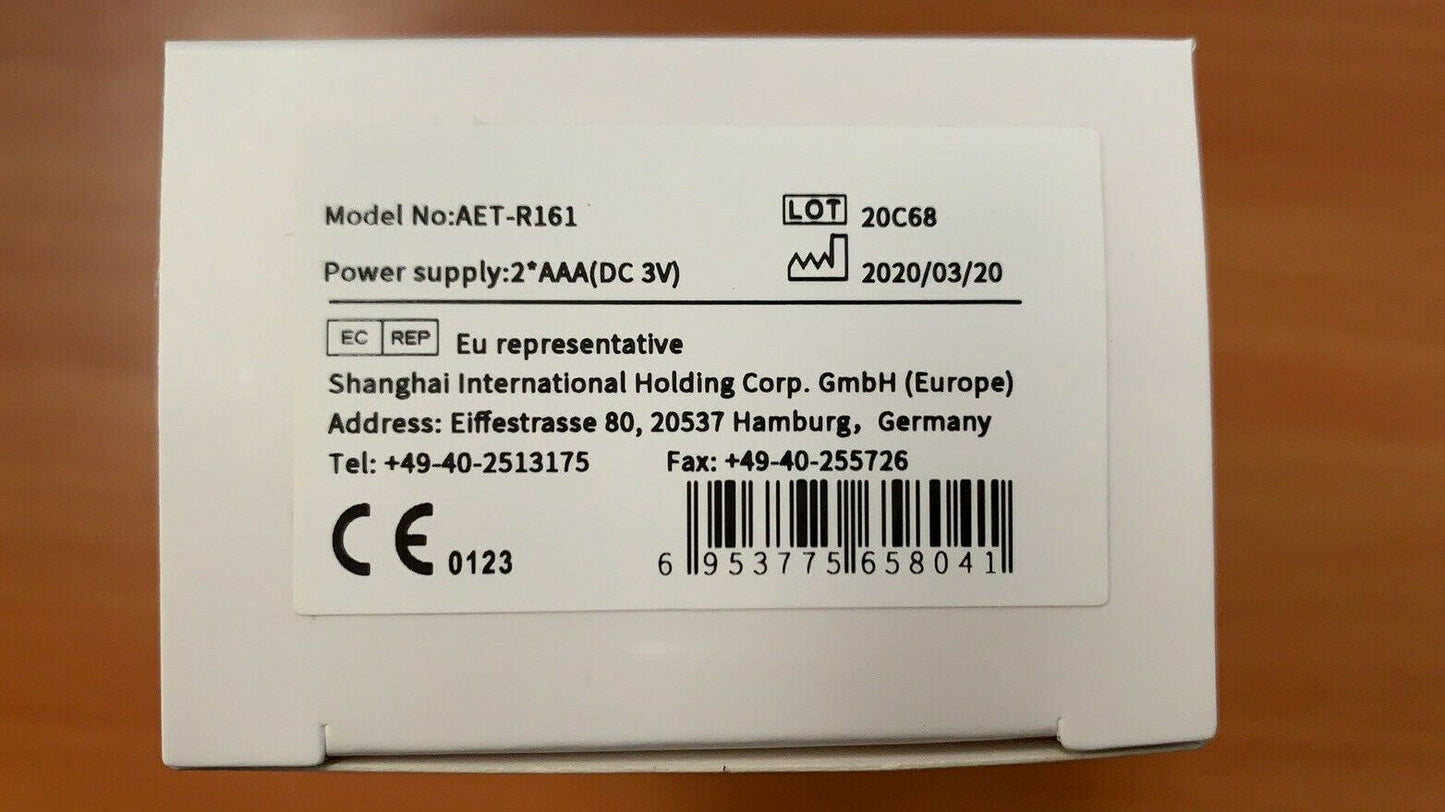 Model No:AET-R161
LOT 20C68
Power supply:2*AAA(DC 3V)
2020/03/20
EC REP Eu representative
Shanghai International Holding Corp. GmbH (Europe)
Address: Eiffestrasse 80, 20537 Hamburg，Germany
Tel: +49-40-2513175 Fax: +49-40-255726
CE 0123
6 953775 658041